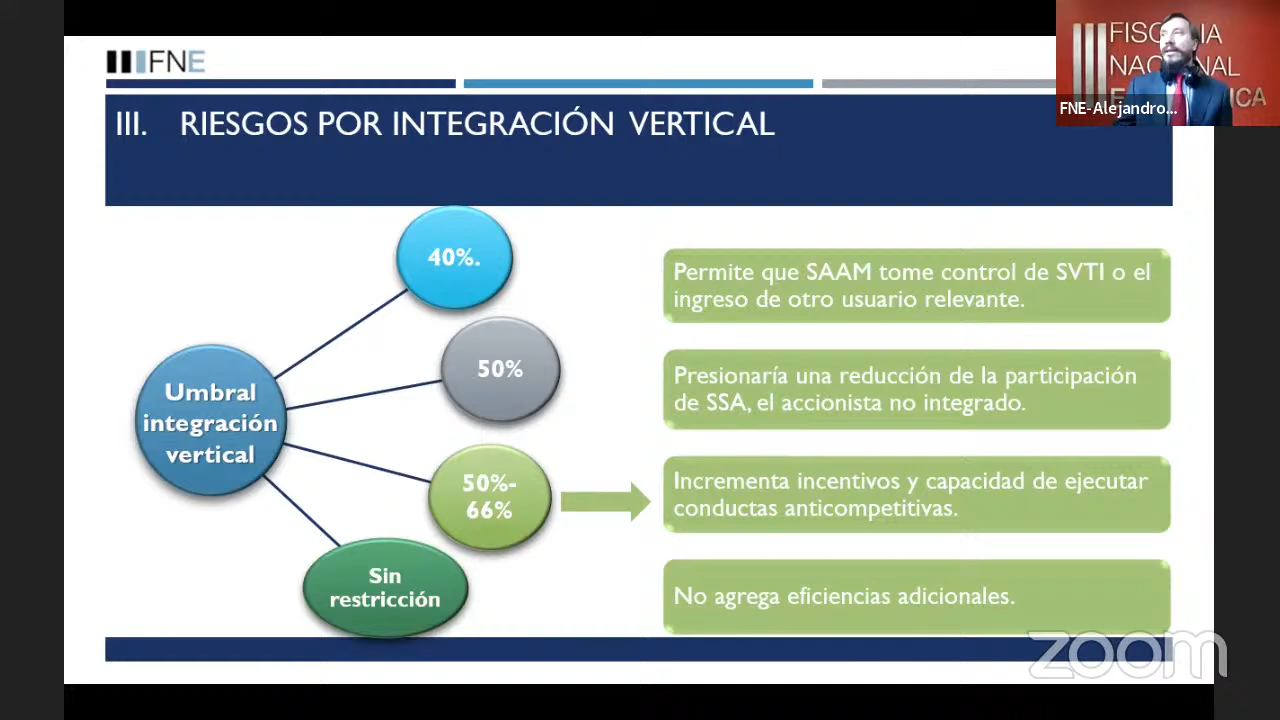 FNE
FISCALIA
NACIONAL
FNE-Alejandro...
III. RIESGOS POR INTEGRACIÓN VERTICAL
40%.
50%
Umbral
integración
vertical
50%-
66%
Sin
restricción
Permite que SAAM tome control de SVTI o el
ingreso de otro usuario relevante.
Presionaría una reducción de la participación
de SSA, el accionista no integrado.
Incrementa incentivos y capacidad de ejecutar
conductas anticompetitivas.
No agrega eficiencias adicionales.
zoom